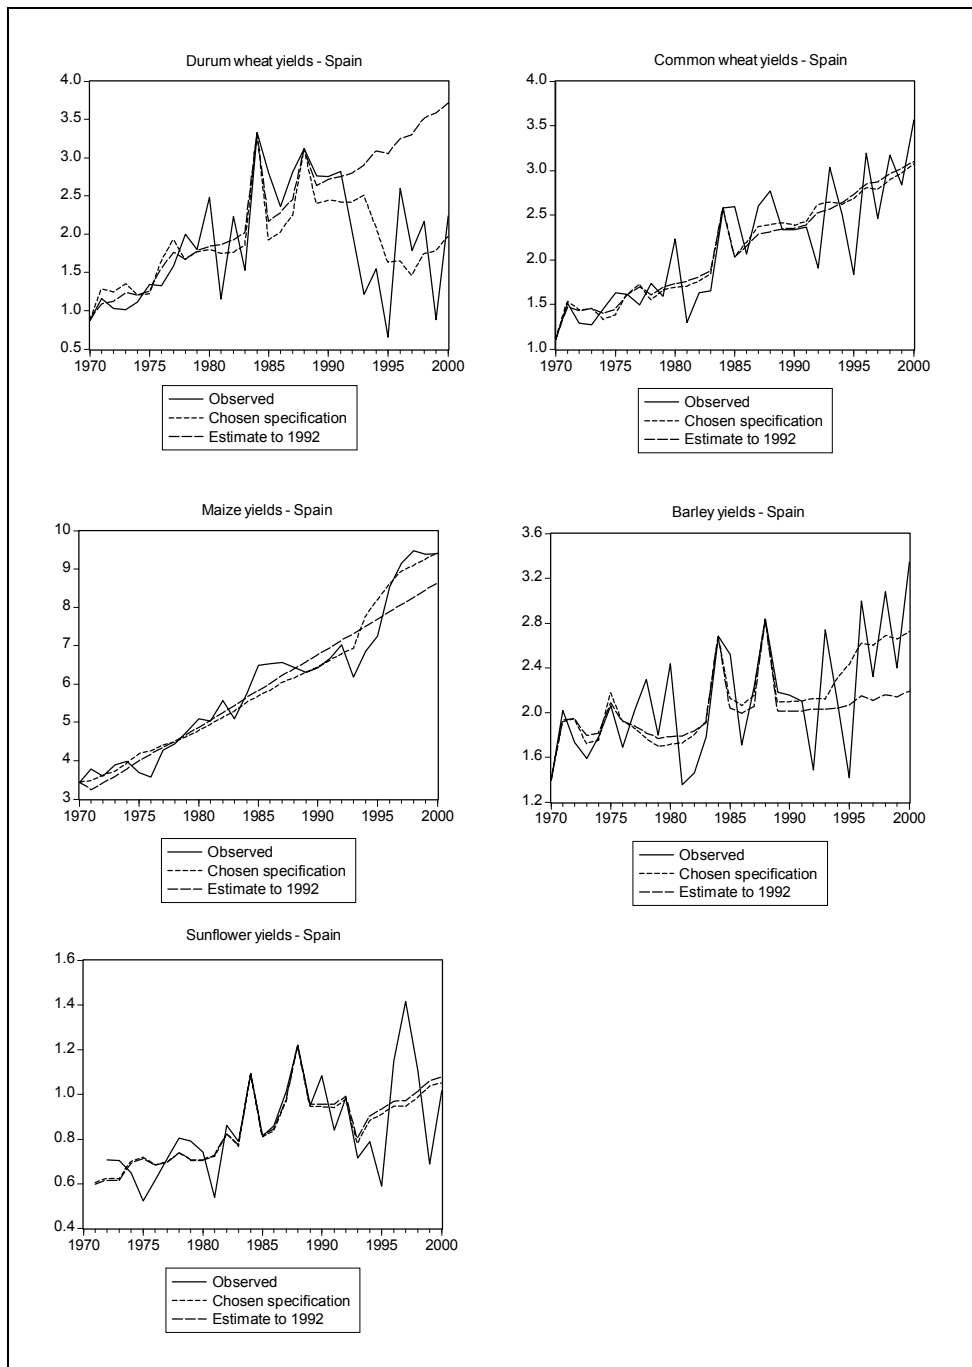 Durum wheat yields - Spain
4.0
3.5
3.0
2.5
2.0
1.5
1.0
0.5
1970 1975 1980 1985 1990 1995 2000
Observed
Chosen specification
Estimate to 1992
Common wheat yields - Spain
4.0
3.5
3.0
2.5
2.0
1.5
1.0
1970 1975 1980 1985 1990 1995 2000
Observed
Chosen specification
Estimate to 1992
Maize yields - Spain
10
9
8
7
6
5
4
3
1970 1975 1980 1985 1990 1995 2000
Observed
Chosen specification
Estimate to 1992
Barley yields - Spain
3.6
3.2
2.8
2.4
2.0
1.6
1.2
1970 1975 1980 1985 1990 1995 2000
Observed
Chosen specification
Estimate to 1992
Sunflower yields - Spain
1.6
1.4
1.2
1.0
0.8
0.6
0.4
1970 1975 1980 1985 1990 1995 2000
Observed
Chosen specification
Estimate to 1992